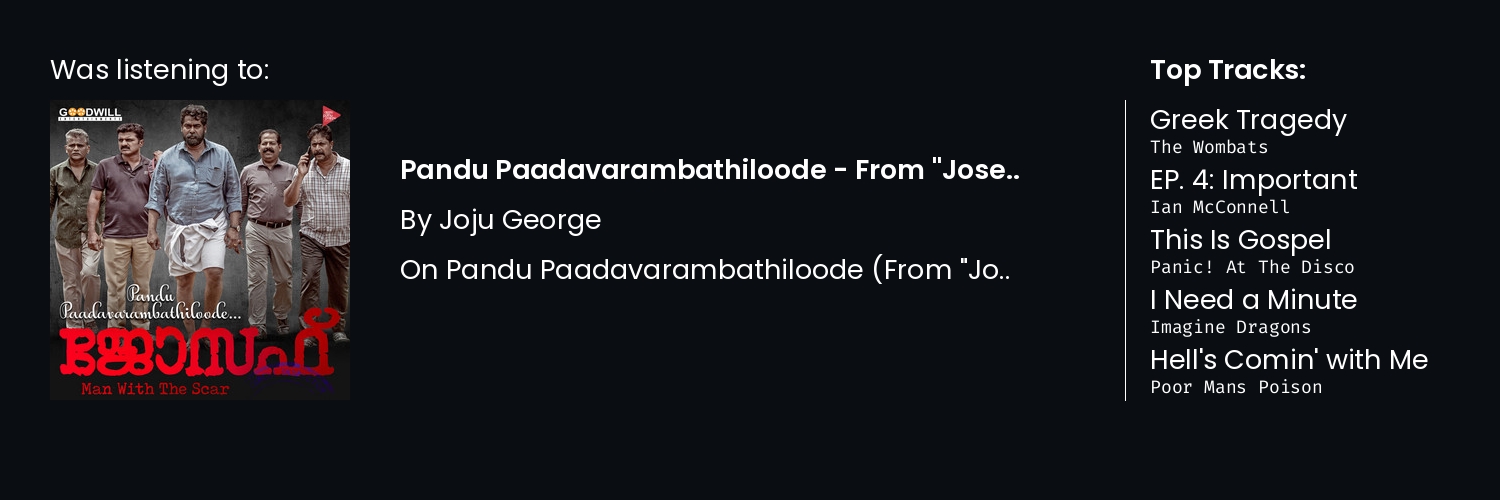 Was listening to:
GOODWILL
ENTERTAINMENTS
Pandu
Paadavarambathiloode...
ജോസഫ്
Man With The Scar
Pandu Paadavarambathiloode - From "Jose..
By Joju George
On Pandu Paadavarambathiloode (From "Jo..
Top Tracks:
Greek Tragedy
The Wombats
EP. 4: Important
Ian McConnell
This Is Gospel
Panic! At The Disco
I Need a Minute
Imagine Dragons
Hell's Comin' with Me
Poor Mans Poison